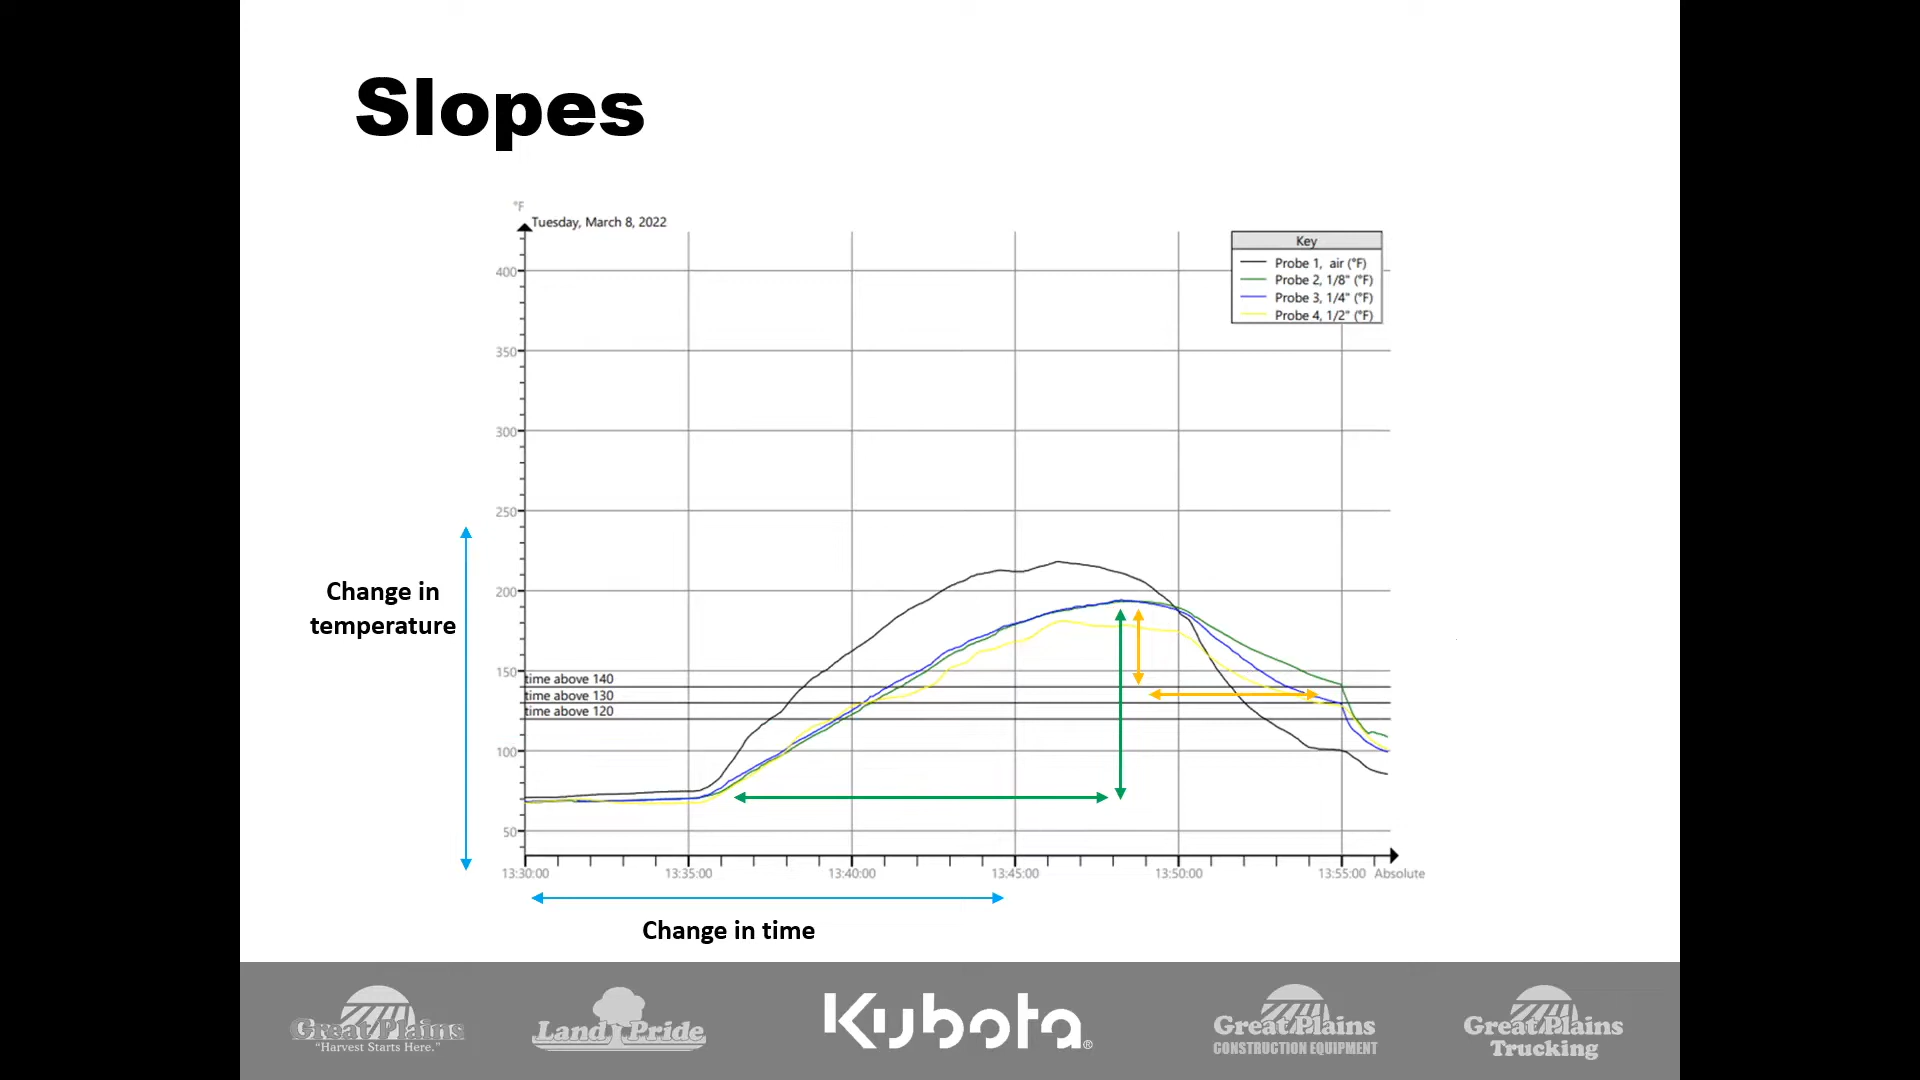 Slopes
°F
Tuesday, March 8, 2022
Key
Probe 1, air (°F)
Probe 2, 1/8" (°F)
Probe 3, 1/4" (°F)
Probe 4, 1/2" (°F)
400
350
300
250
200
150
100
50
time above 140
time above 130
time above 120
Change in
temperature
13:30:00 13:35:00 13:40:00 13:45:00 13:50:00 13:55:00 Absolute
Change in time
Great Plains
"Harvest Starts Here."
Land Pride
Kubota®
Great Plains
CONSTRUCTION EQUIPMENT
Great Plains
Trucking